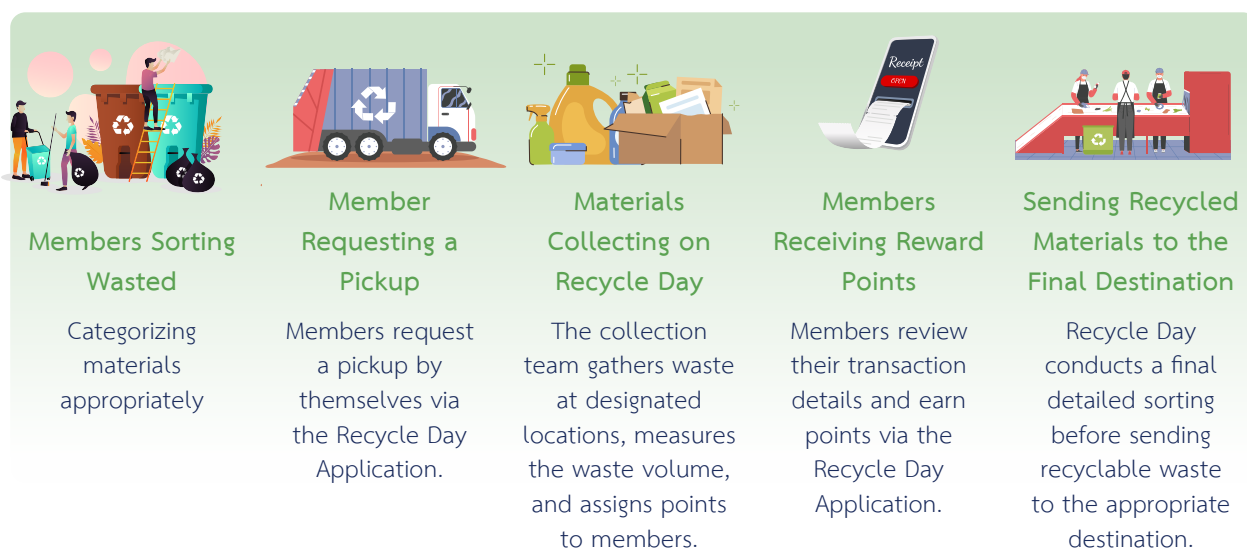 Receipt
OPEN
Members Sorting
Wasted
Categorizing
materials
appropriately
Member
Requesting a
Pickup
Members request
a pickup by
themselves via
the Recycle Day
Application.
Materials
Collecting on
Recycle Day
The collection
team gathers waste
at designated
locations, measures
the waste volume,
and assigns points
to members.
Members
Receiving Reward
Points
Members review
their transaction
details and earn
points via the
Recycle Day
Application.
Sending Recycled
Materials to the
Final Destination
Recycle Day
conducts a final
detailed sorting
before sending
recyclable waste
to the appropriate
destination.